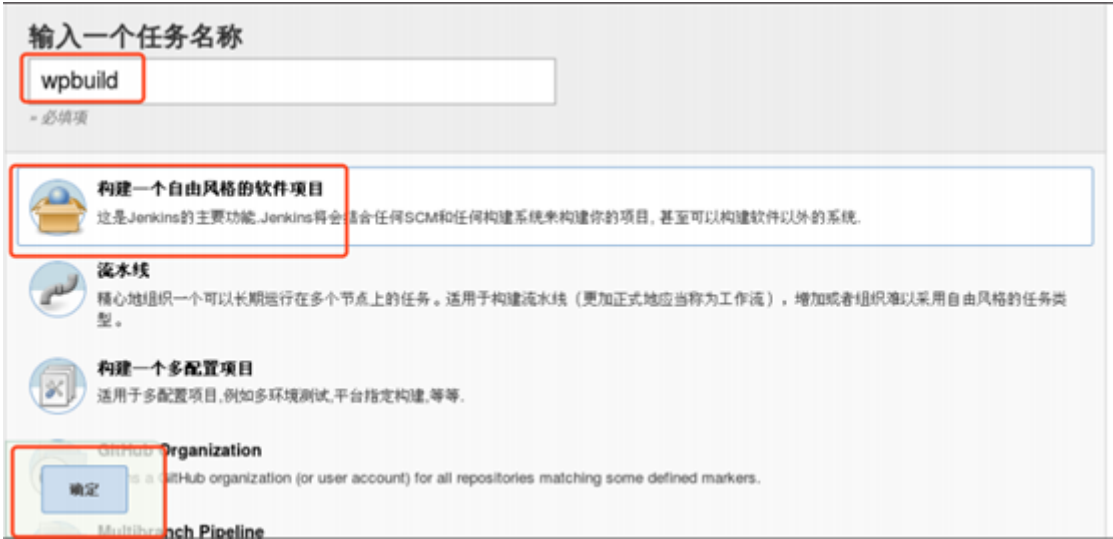 输入一个任务名称
wpbuild
» 必填项
构建一个自由风格的软件项目
这是Jenkins的主要功能.Jenkins将会结合任何SCM和任何构建系统来构建你的项目, 甚至可以构建软件以外的系统.
流水线
精心地组织一个可以长期运行在多个节点上的任务。适用于构建流水线（更加正式地应当称为工作流），增加或者组织难以采用自由风格的任务类
型。
构建一个多配置项目
适用于多配置项目,例如多环境测试,平台指定构建,等等.
GitHub Organization
a GitHub organization (or user account) for all repositories matching some defined markers.
确定
Multibranch Pipeline